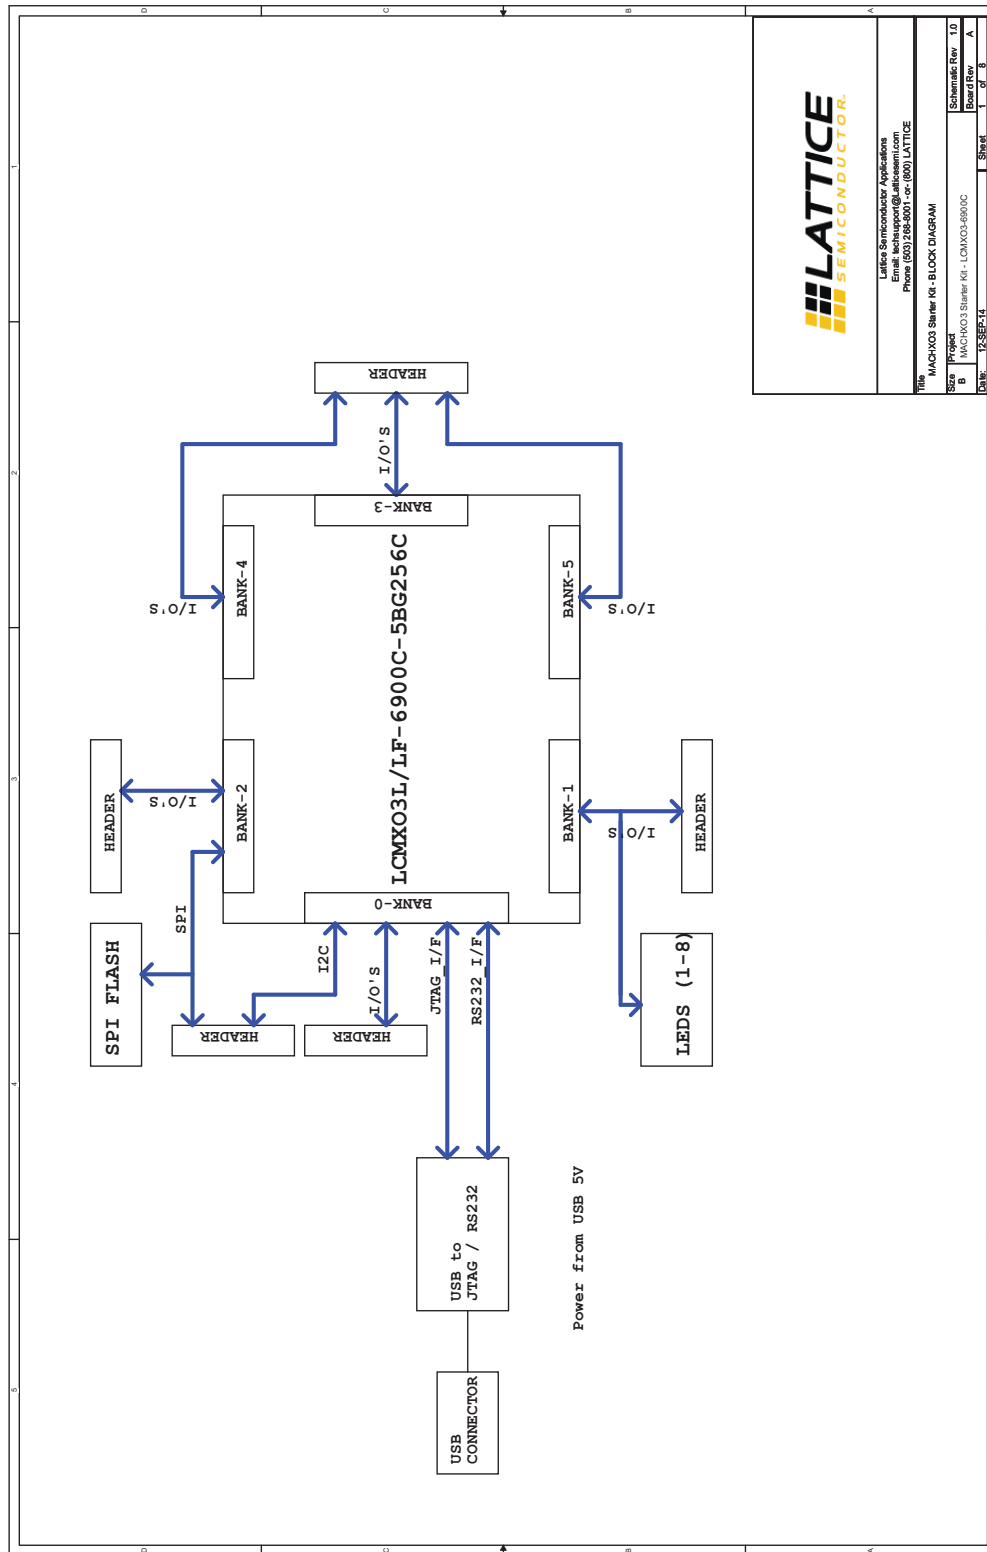 HEADER
SPI FLASH
SPI
I/O'S
I/O'S
BANK-2
BANK-4
HEADER
HEADER
I2C
I/O'S
JTAG_I/F
RS232_I/F
BANK-0
LCMXO3L/LF-6900C-5BG256C
BANK-3
I/O'S
HEADER
USB
CONNECTOR
USB to
JTAG / RS232
BANK-1
BANK-5
I/O'S
I/O'S
Power from USB 5V
LEDS (1-8)
HEADER
5
4
3
2
1
D
C
B
A
D
C
B
A
LATTICE
SEMICONDUCTOR
Lattice Semiconductor Applications
Email: techsupport@Latticesemi.com
Phone (503) 268-8001 -or- (800) LATTICE
Title
MACHXO3 Starter Kit - BLOCK DIAGRAM
Size
B
Project
MACHXO3 Starter Kit - LCMXO3-6900C
Schematic Rev 1.0
Board Rev A
Date: 12-SEP-14
Sheet 1 of 8